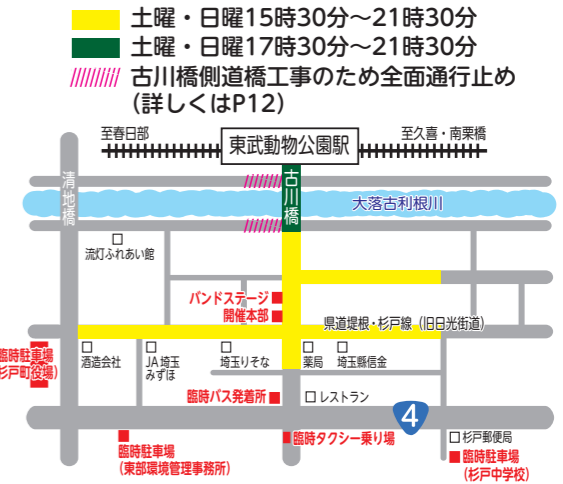 土曜・日曜15時30分～21時30分
土曜・日曜17時30分～21時30分
古川橋側道橋工事のため全面通行止め
（詳しくはP12）
至春日部
東武動物公園駅
至久喜・南栗橋
清地橋
古川橋
大落古利根川
流灯ふれあい館
バンドステージ
開催本部
県道堤根・杉戸線（旧日光街道）
臨時駐車場
杉戸町役場）
酒造会社
JA埼玉
みずほ
埼玉りそな
薬局
埼玉縣信金
臨時バス発着所
レストラン
4
臨時駐車場
（東部環境管理事務所）
臨時タクシー乗り場
杉戸郵便局
臨時駐車場
（杉戸中学校）